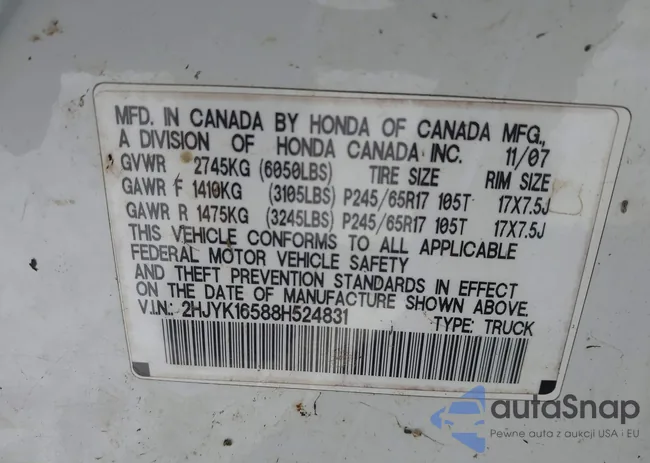 MFD. IN CANADA BY HONDA OF CANADA MFG.,
A DIVISION OF HONDA CANADA INC. 11/07
GVWR 2745KG (6050LBS) TIRE SIZE RIM SIZE
GAWR F 1410KG (3105LBS) P245/65R17 105T 17X7.5J
GAWR R 1475KG (3245LBS) P245/65R17 105T 17X7.5J
THIS VEHICLE CONFORMS TO ALL APPLICABLE
FEDERAL MOTOR VEHICLE SAFETY
AND THEFT PREVENTION STANDARDS IN EFFECT
ON THE DATE OF MANUFACTURE SHOWN ABOVE.
V.I.N.: 2HJYK16588H524831 TYPE: TRUCK
autaSnap
Pewne auta z aukcji USA i EU